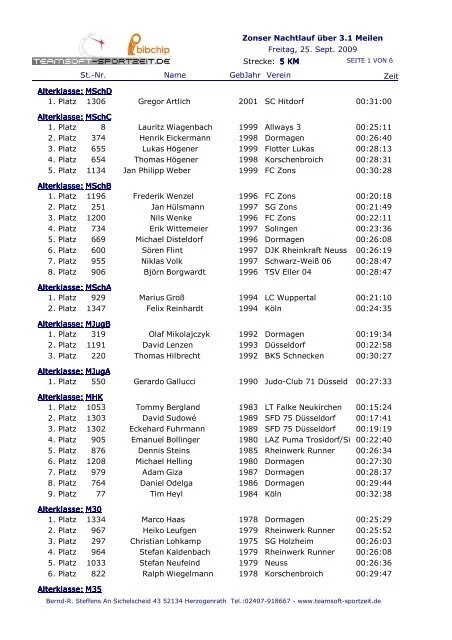 Zonser Nachtlauf über 3.1 Meilen
Freitag, 25. Sept. 2009
bibchip
TEAMSOFT-SPORTZEIT.DE
Strecke: 5 KM SEITE 1 VON 6
St.-Nr. Name GebJahr Verein Zeit
Alterklasse: MSchD
1. Platz 1306 Gregor Artlich 2001 SC Hitdorf 00:31:00
Alterklasse: MSchC
1. Platz 8 Lauritz Wiagenbach 1999 Allways 3 00:25:11
2. Platz 374 Henrik Eickermann 1998 Dormagen 00:26:40
3. Platz 655 Lukas Högener 1999 Flotter Lukas 00:28:13
4. Platz 654 Thomas Högener 1998 Korschenbroich 00:28:31
5. Platz 1134 Jan Philipp Weber 1999 FC Zons 00:28:31
Alterklasse: MSchB
1. Platz 1196 Frederik Wenzel 1996 FC Zons 00:20:18
2. Platz 251 Jan Hülsmann 1997 SG Zons 00:21:49
3. Platz 1200 Nils Wenke 1996 FC Zons 00:22:11
4. Platz 734 Erik Wittemeier 1997 Solingen 00:23:36
5. Platz 669 Michael Disteldorf 1996 Dormagen 00:26:08
6. Platz 600 Sören Flint 1997 DJK Rheinkraft Neuss 00:26:19
7. Platz 955 Niklas Volk 1997 Schwarz-Weiß 06 00:28:47
8. Platz 906 Björn Borgwardt 1996 TSV Eller 04 00:28:47
Alterklasse: MSchA
1. Platz 929 Marius Groß 1994 LC Wuppertal 00:21:10
2. Platz 1347 Felix Reinhardt 1994 Köln 00:24:35
Alterklasse: MJugB
1. Platz 319 Olaf Mikolajczyk 1992 Dormagen 00:19:34
2. Platz 1191 David Lenzen 1993 Düsseldorf 00:22:58
3. Platz 220 Thomas Hilbrecht 1992 BKS Schnecken 00:30:27
Alterklasse: MJugA
1. Platz 550 Gerardo Gallucci 1990 Judo-Club 71 Düsseld 00:27:33
Alterklasse: MHK
1. Platz 1053 Tommy Bergland 1983 LT Falke Neukirchen 00:15:24
2. Platz 1303 David Sudowé 1989 SFD 75 Düsseldorf 00:17:41
3. Platz 1302 Eckehard Fuhrmann 1989 SFD 75 Düsseldorf 00:21:33
4. Platz 905 Emanuel Bollinger 1980 LAZ Puma Trosidorf/Si 00:22:40
5. Platz 876 Dennis Steins 1985 Rheinwerk Runner 00:26:34
6. Platz 1208 Michael Helling 1980 Dormagen 00:27:30
7. Platz 979 Adam Giza 1987 Dormagen 00:28:37
8. Platz 764 Daniel Odelga 1986 Dormagen 00:29:44
9. Platz 77 Tim Heyl 1984 Köln 00:32:38
Alterklasse: M30
1. Platz 1334 Marco Haas 1978 Dormagen 00:25:29
2. Platz 967 Heiko Leufgen 1979 Rheinwerk Runner 00:25:52
3. Platz 297 Christian Lohkamp 1975 SG Holzheim 00:26:03
4. Platz 964 Stefan Kaldenbach 1979 Rheinwerk Runner 00:26:08
5. Platz 1033 Stefan Neufeind 1979 Neuss 00:26:38
6. Platz 822 Ralph Wiegelmann 1978 Korschenbroich 00:29:47
Alterklasse: M35
Bernd-R. Steffens An Sichelscheid 43 52134 Herzogenrath Tel.:02407-918667 - www.teamsoft-sportzeit.de